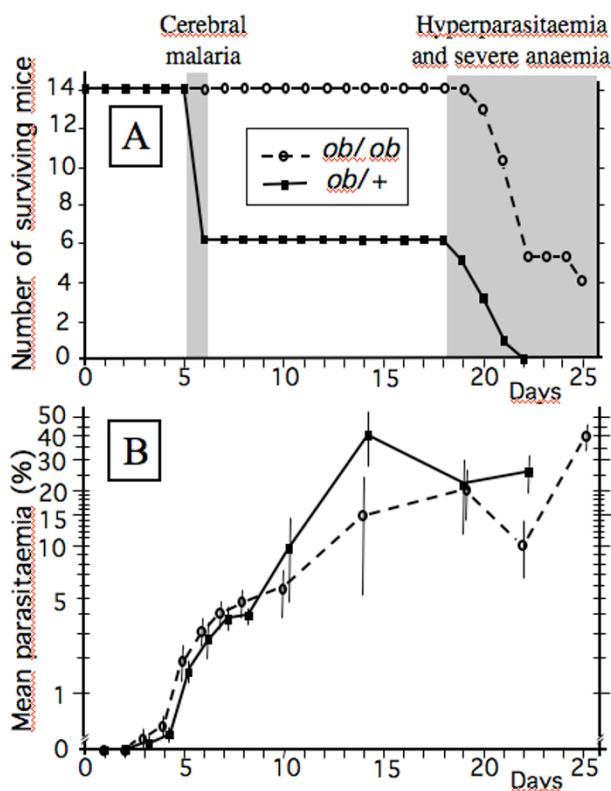 Cerebral
malaria
Hyperparasitaemia
and severe anaemia
Number of surviving mice
14
12
10
8
6
4
2
0
A
ob/ ob
ob/ +
0 5 10 15 20 25
Days
Mean parasitaemia (%)
50
40
30
20
15
10
5
1
0
B
0 5 10 15 20 25
Days